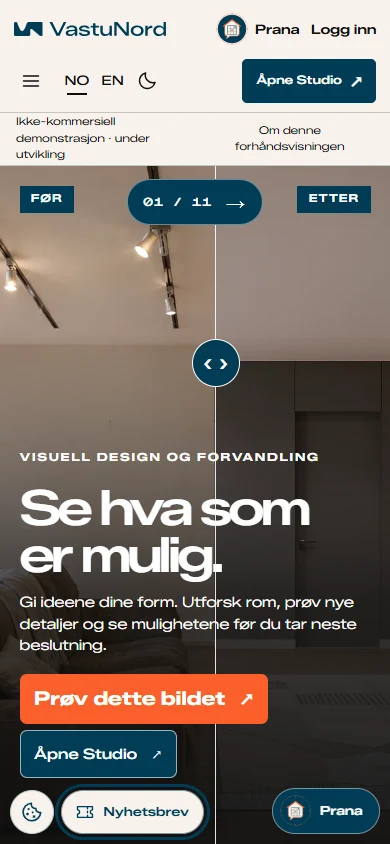 VastuNord
Prana
Logg inn
NO
EN
Åpne Studio ↗
Ikke-kommersiell
demonstrasjon · under
utvikling
Om denne
forhåndsvisningen
FØR
01 / 11 →
ETTER
VISUELL DESIGN OG FORVANDLING
Se hva som
er mulig.
Gi ideene dine form. Utforsk rom, prøv nye
detaljer og se mulighetene før du tar neste
beslutning.
Prøv dette bildet ↗
Åpne Studio ↗
Nyhetsbrev
Prana